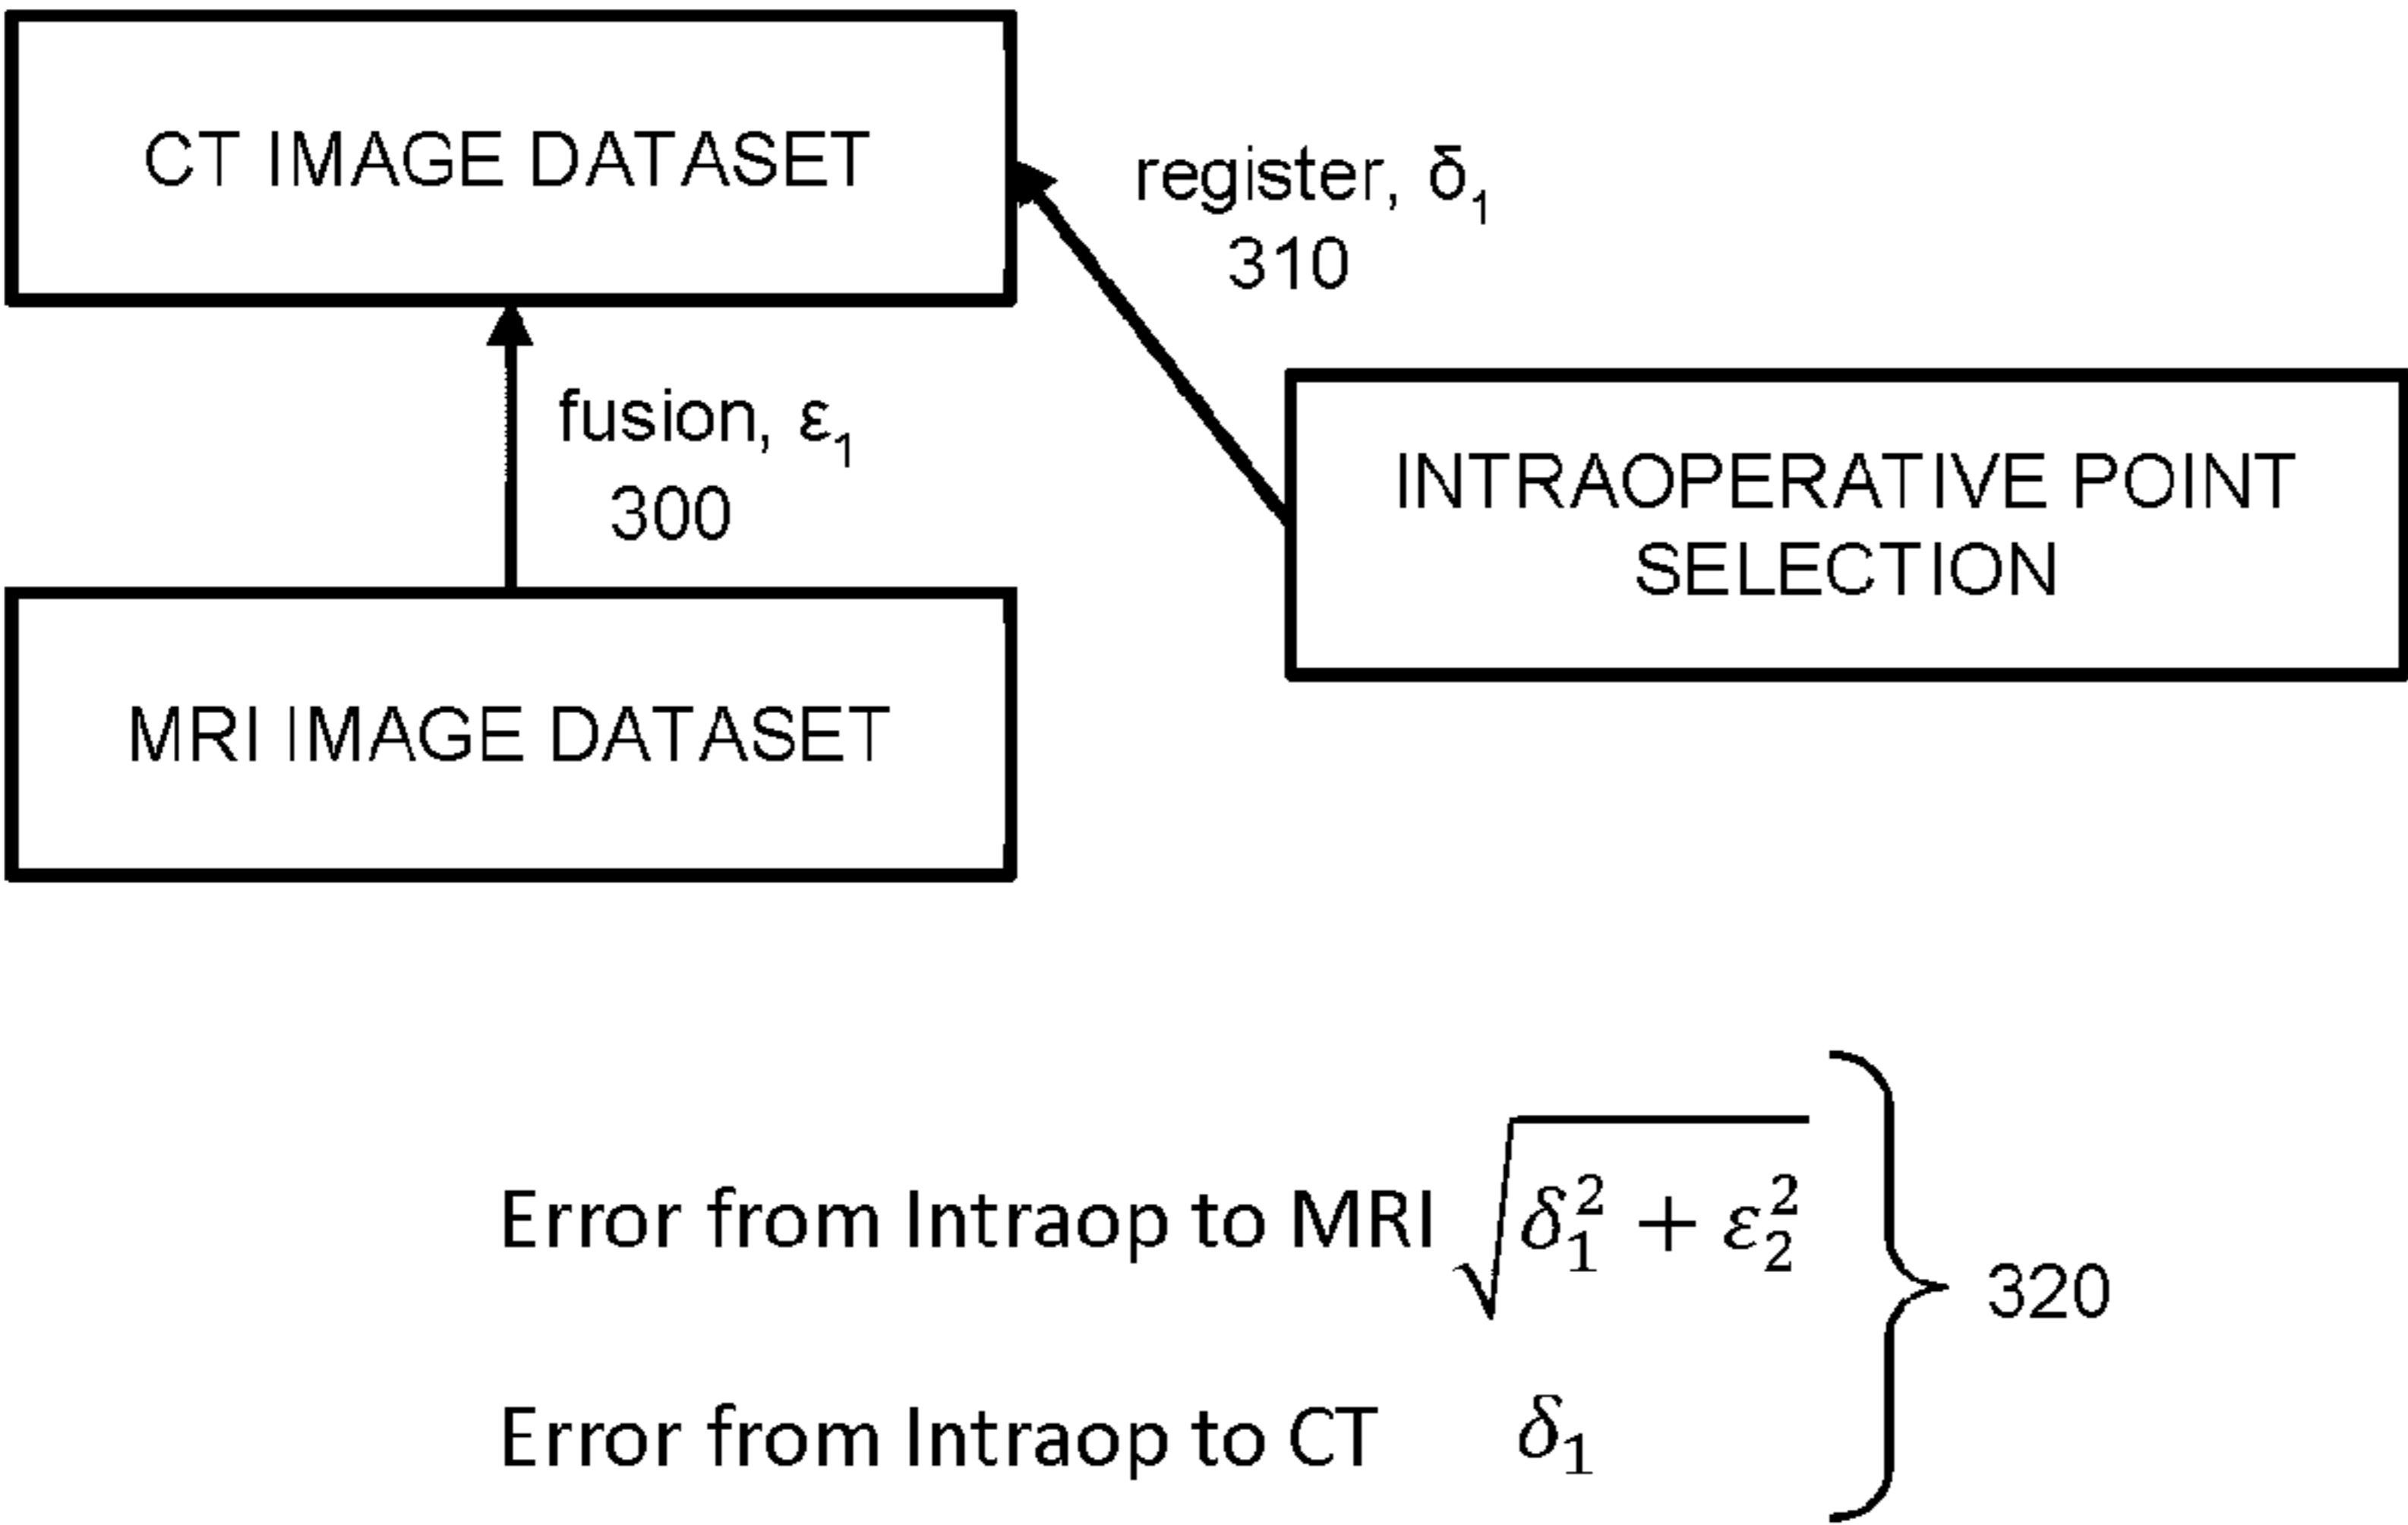 CT IMAGE DATASET
register, δ₁
310
fusion, ε₁
300
INTRAOPERATIVE POINT
SELECTION
MRI IMAGE DATASET
Error from Intraop to MRI √(δ₁² + ε₂²)
320
Error from Intraop to CT δ₁